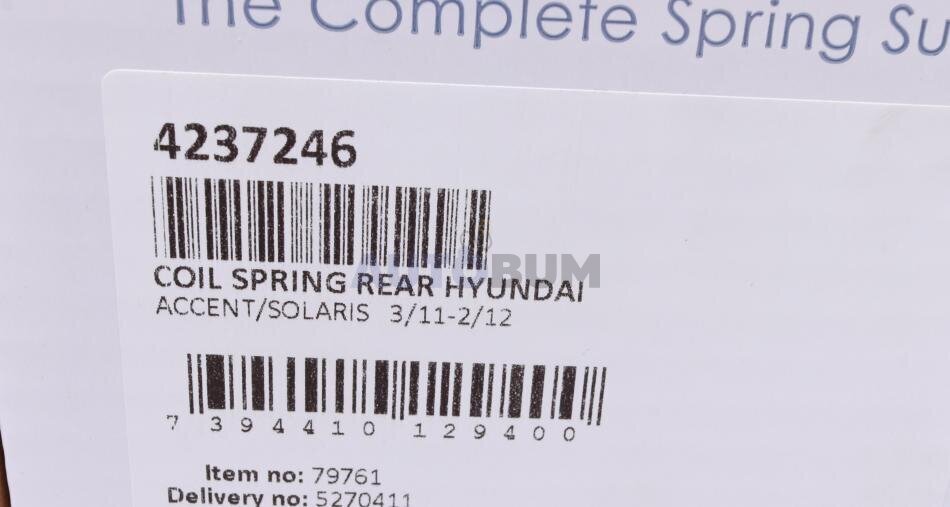 The Complete Spring Su
4237246
COIL SPRING REAR HYUNDAI
AUTORUM
ACCENT/SOLARIS 3/11-2/12
7 394410 129400
Item no: 79761
Delivery no: 5270411